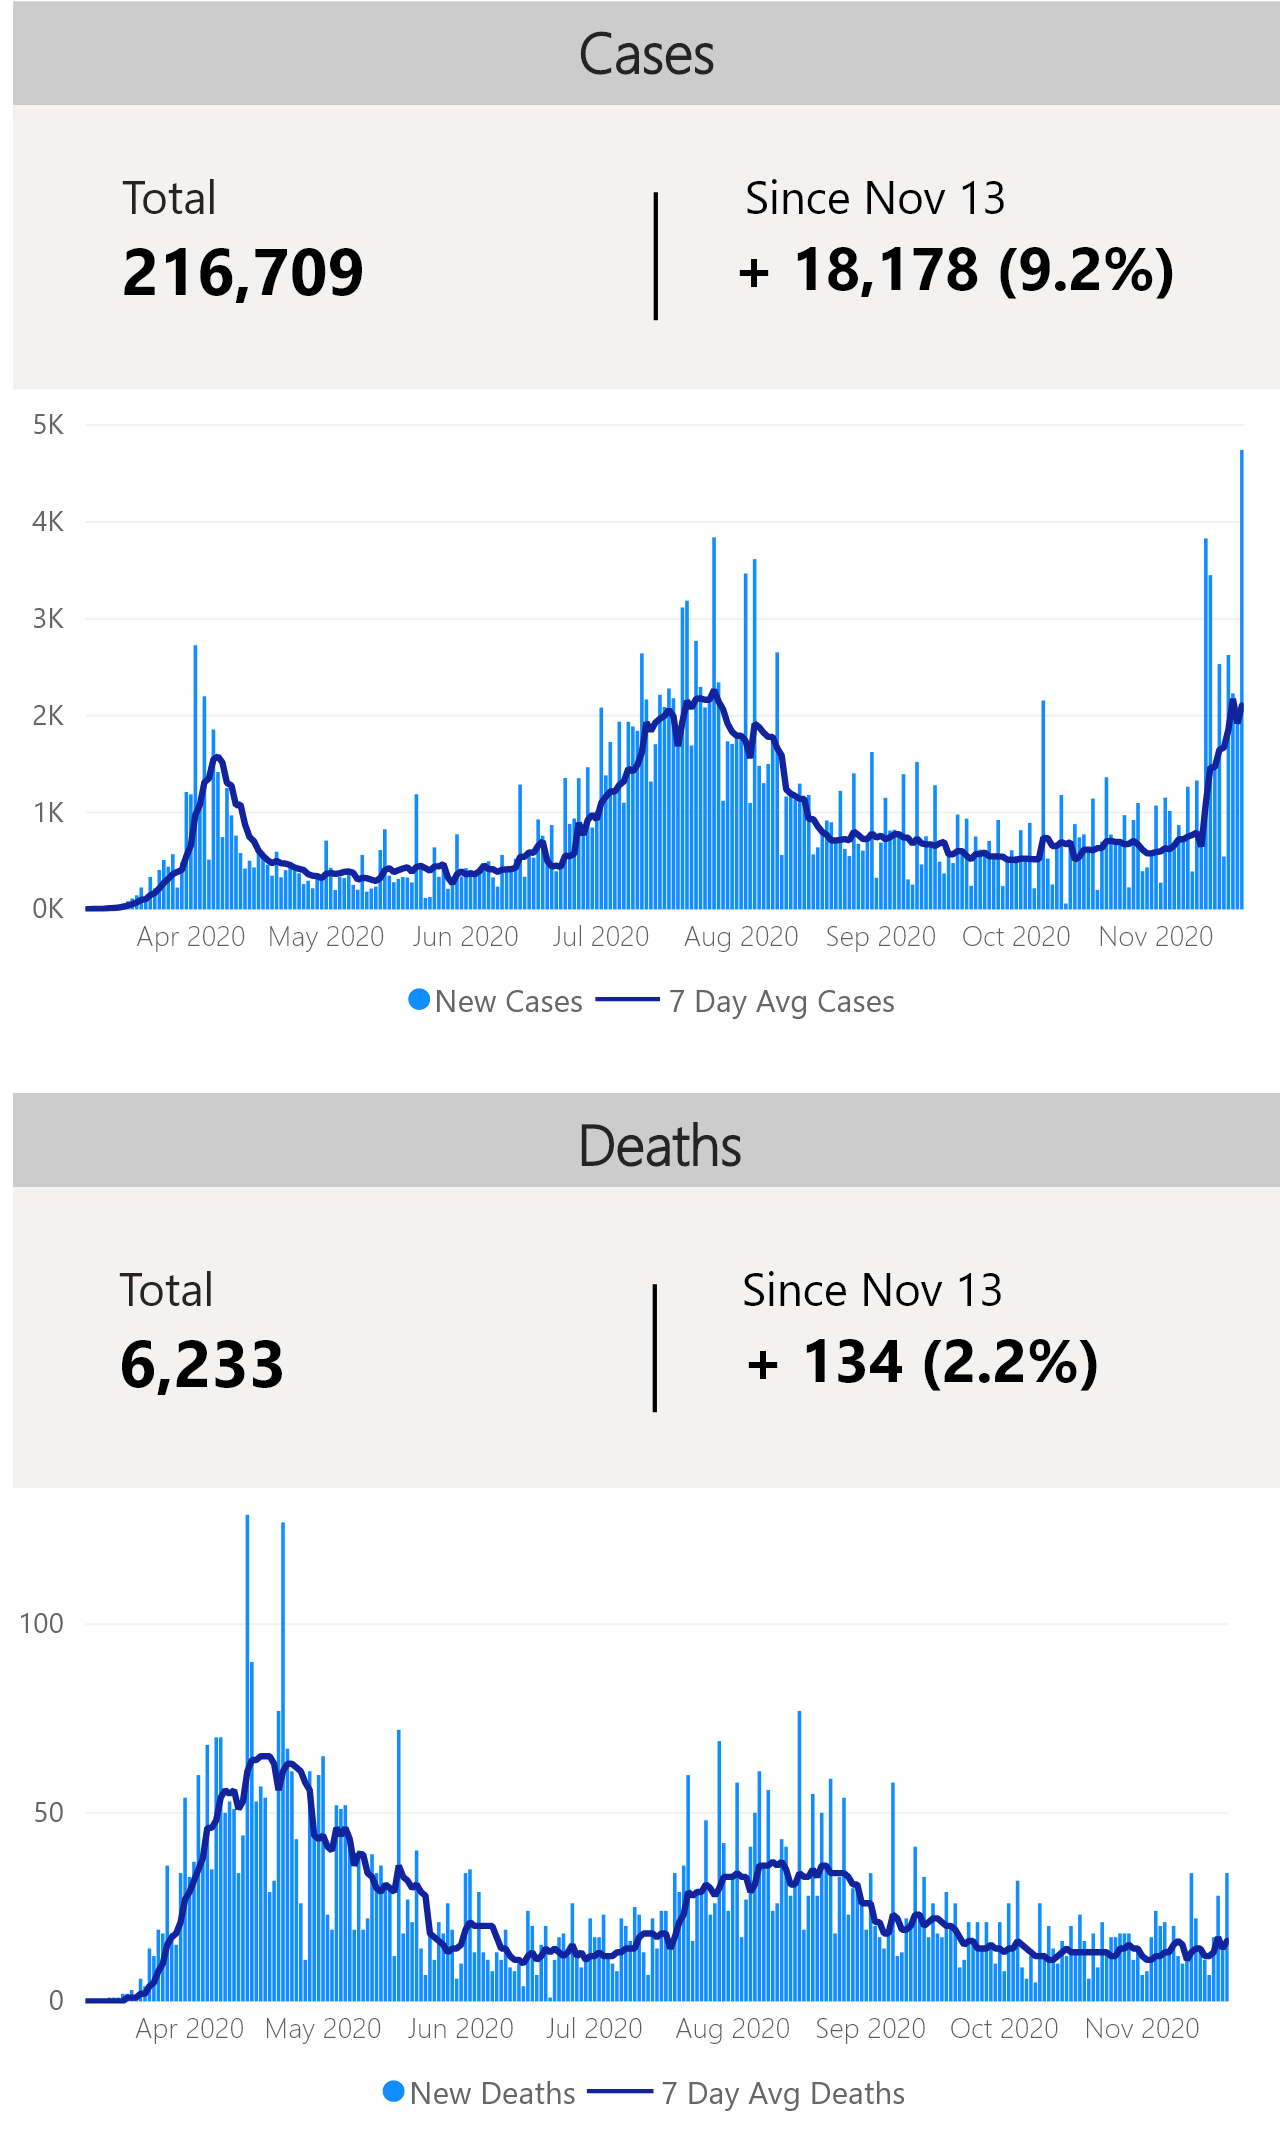 Cases
Total
Since Nov 13
216,709
+ 18,178 (9.2%)
5K
4K
3K
2K
1K
0K
Apr 2020 May 2020 Jun 2020 Jul 2020 Aug 2020 Sep 2020 Oct 2020 Nov 2020
New Cases 7 Day Avg Cases
Deaths
Total
Since Nov 13
6,233
+ 134 (2.2%)
100
50
0
Apr 2020 May 2020 Jun 2020 Jul 2020 Aug 2020 Sep 2020 Oct 2020 Nov 2020
New Deaths 7 Day Avg Deaths